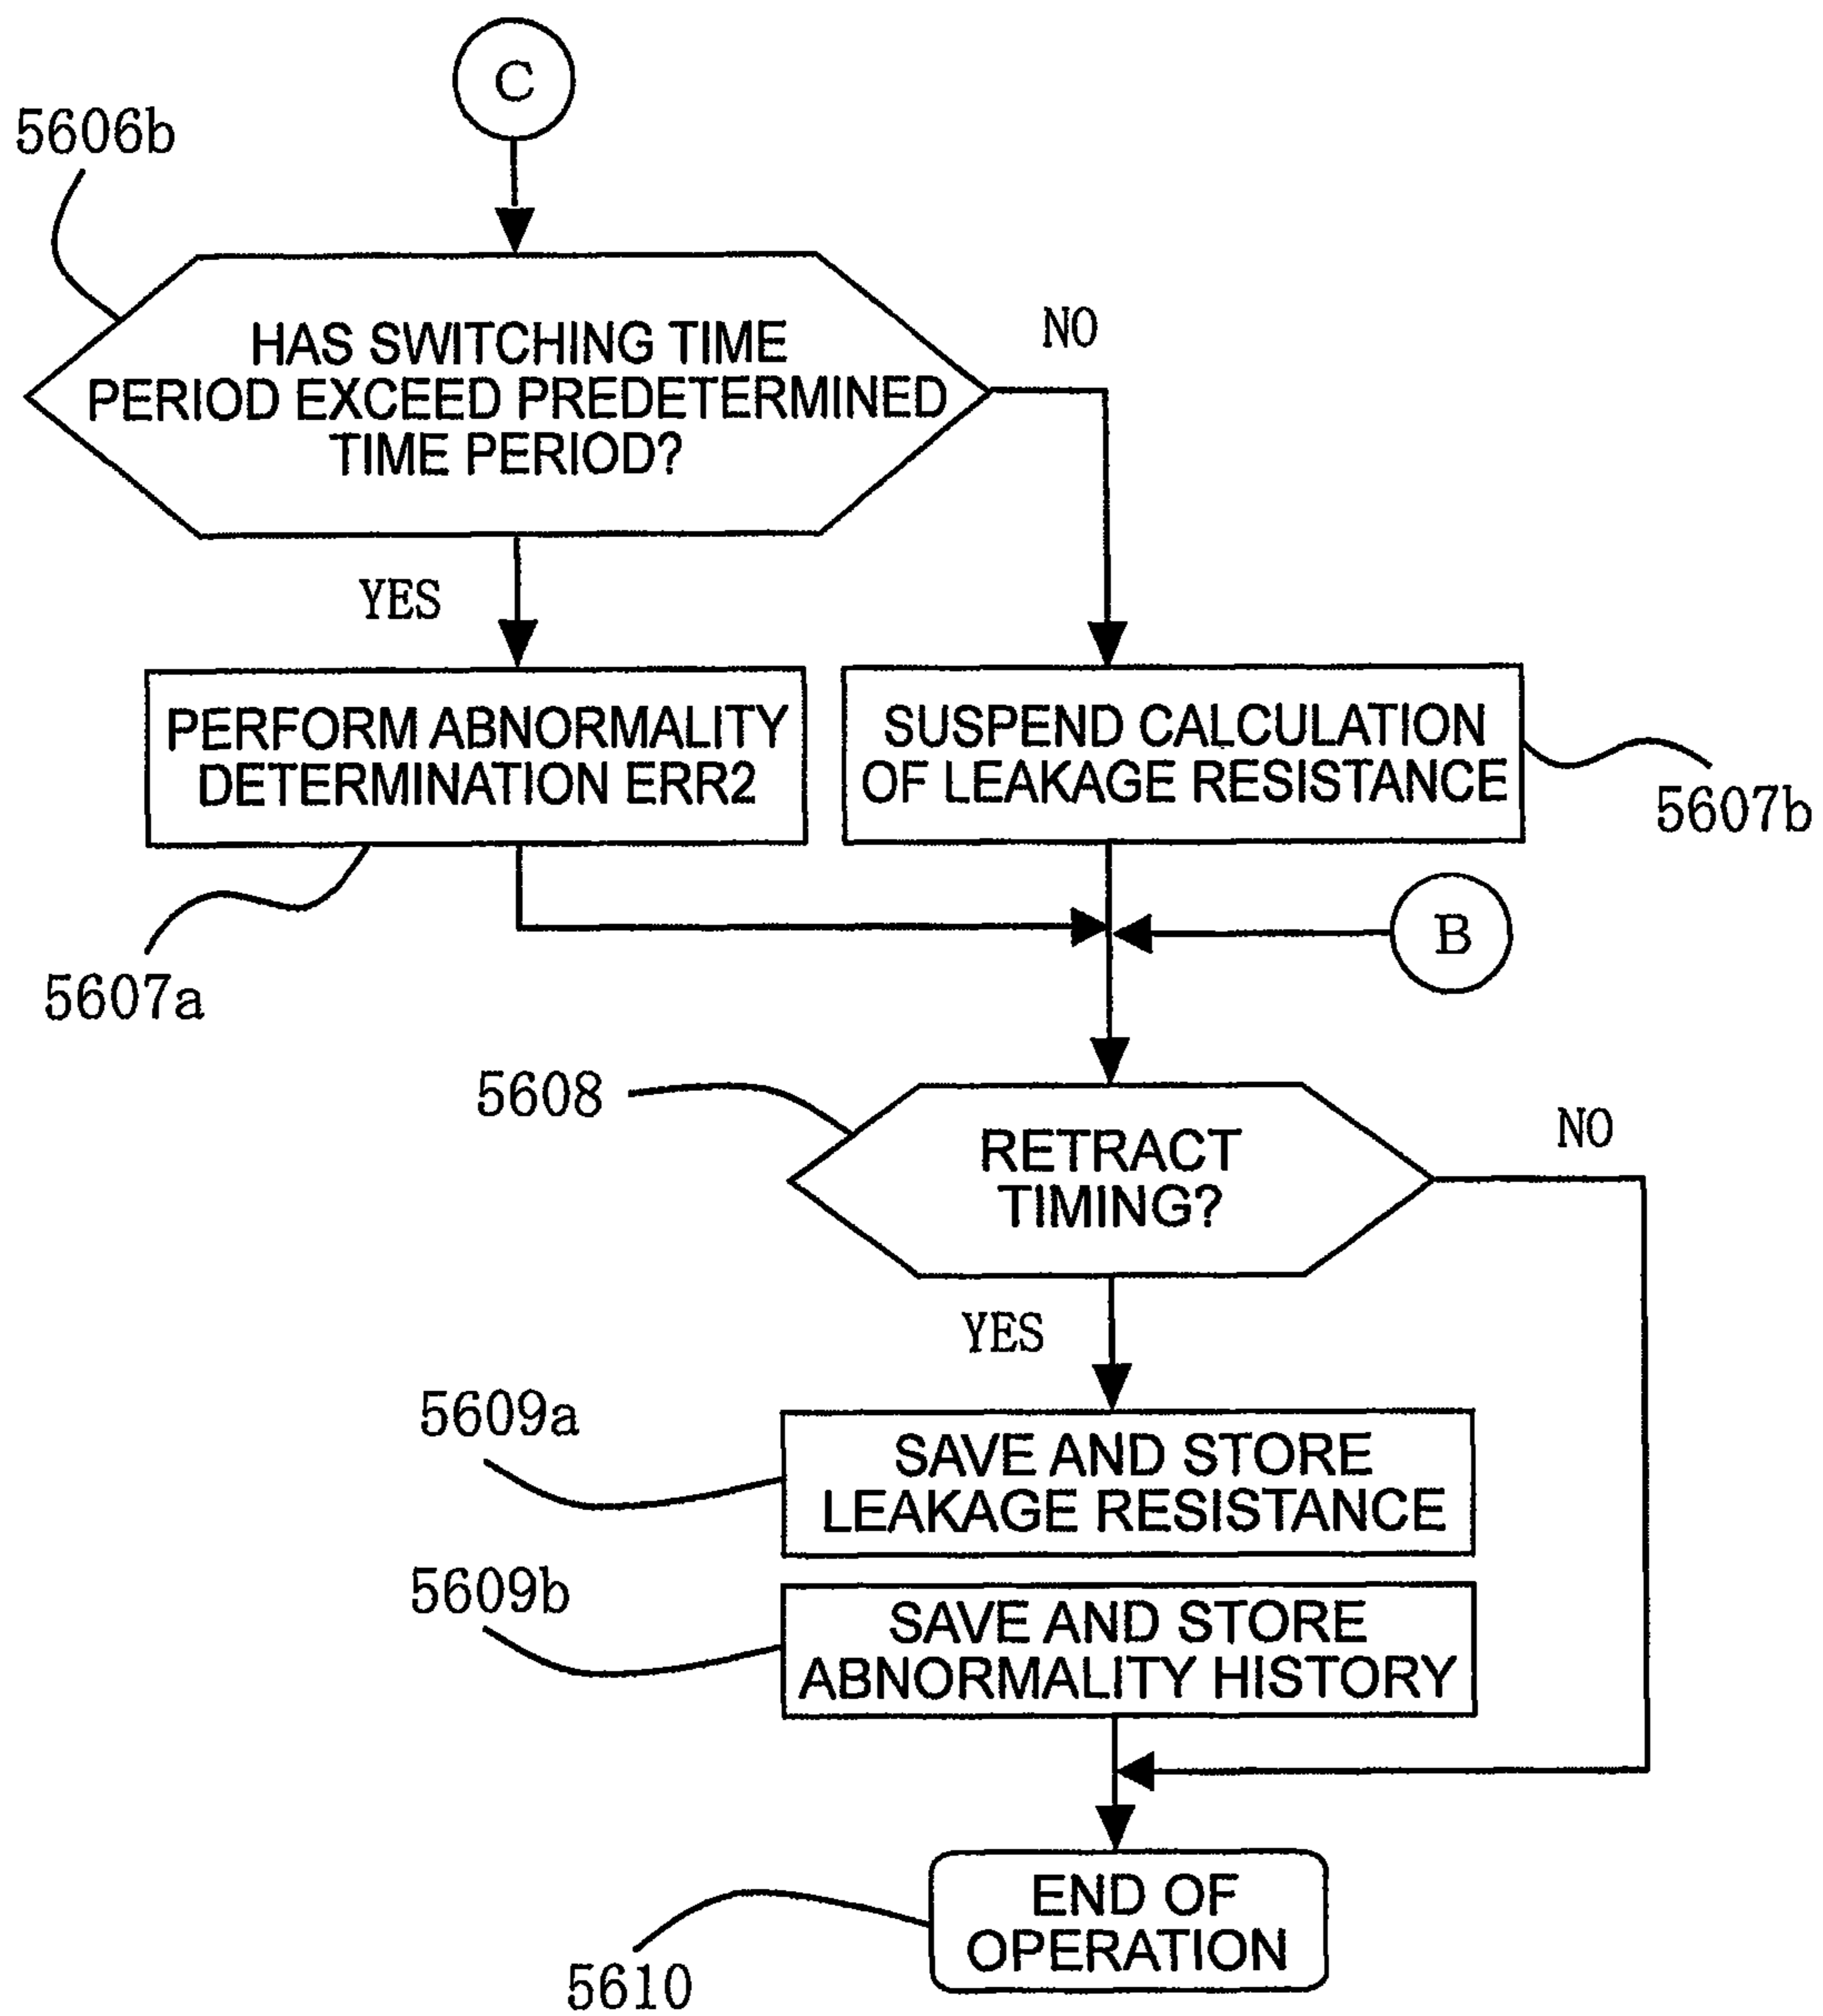 C
5606b
HAS SWITCHING TIME
PERIOD EXCEED PREDETERMINED
TIME PERIOD?
NO
YES
PERFORM ABNORMALITY
DETERMINATION ERR2
SUSPEND CALCULATION
OF LEAKAGE RESISTANCE
5607b
5607a
B
5608
RETRACT
TIMING?
NO
YES
5609a
SAVE AND STORE
LEAKAGE RESISTANCE
5609b
SAVE AND STORE
ABNORMALITY HISTORY
END OF
OPERATION
5610